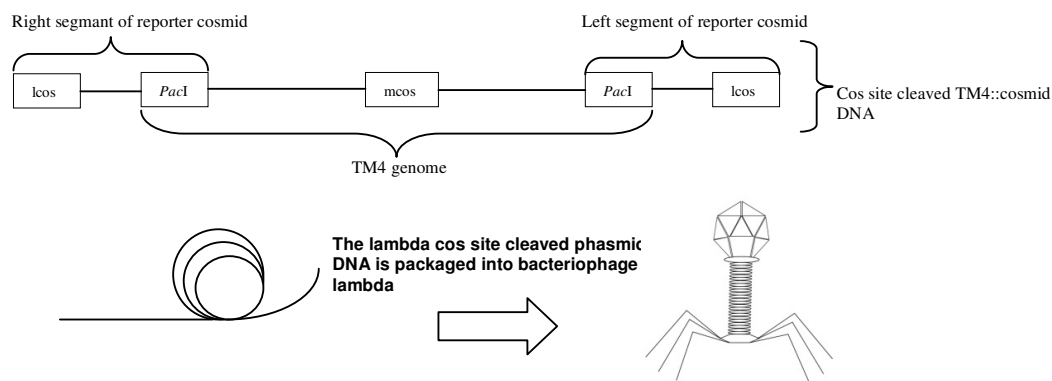 Right segmant of reporter cosmid
Left segment of reporter cosmid
lcos
PacI
mcos
PacI
lcos
Cos site cleaved TM4::cosmid
DNA
TM4 genome
The lambda cos site cleaved phasmid
DNA is packaged into bacteriophage
lambda